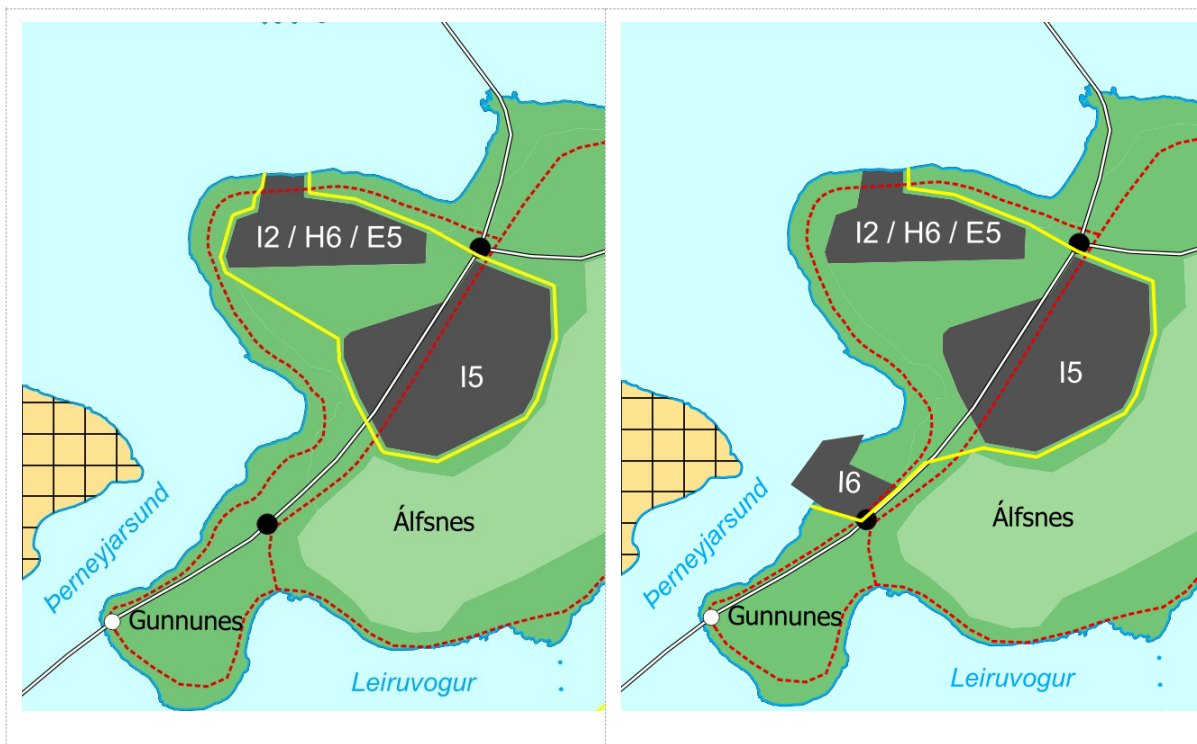 I2 / H6 / E5
I5
Álfsnes
Þerneyjarsund
Gunnunes
Leiruvogur
I2 / H6 / E5
I5
I6
Álfsnes
Þerneyjarsund
Gunnunes
Leiruvogur